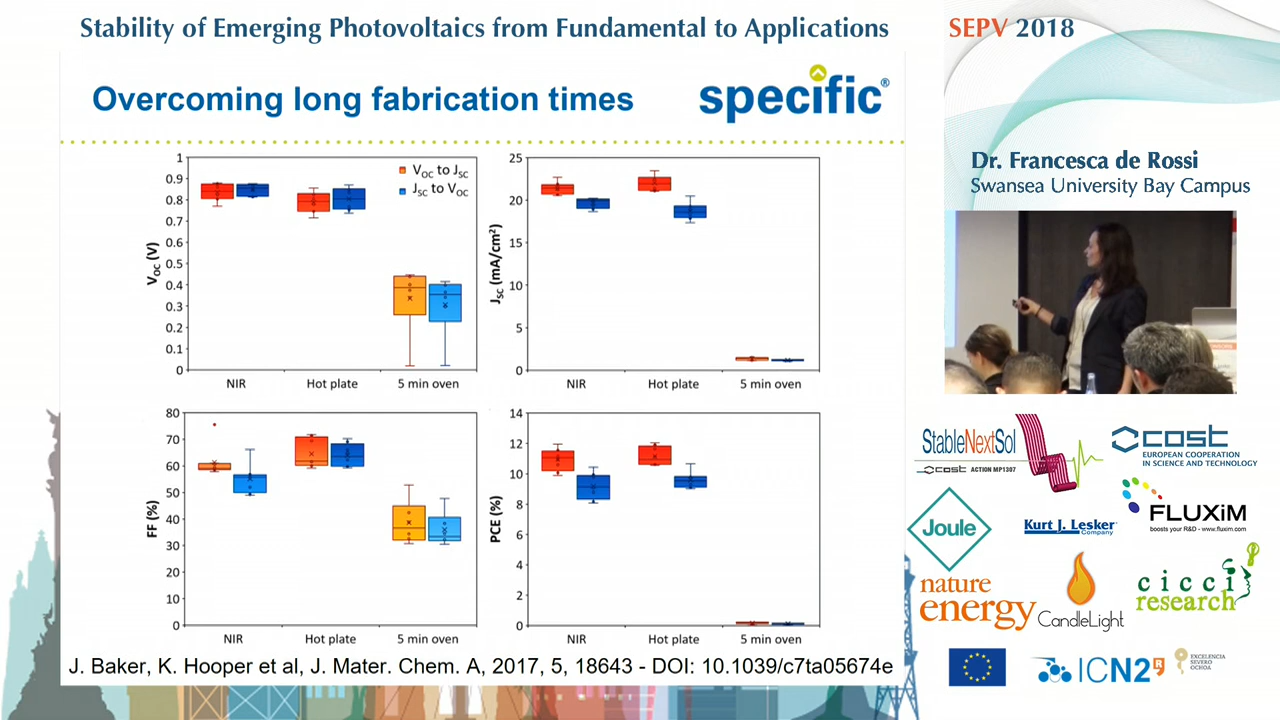 Stability of Emerging Photovoltaics from Fundamental to Applications
SEPV 2018
Overcoming long fabrication times
specific®
Dr. Francesca de Rossi
Swansea University Bay Campus
VOC to JSC
JSC to VOC
VOC (V)
1
0.9
0.8
0.7
0.6
0.5
0.4
0.3
0.2
0.1
0
NIR
Hot plate
5 min oven
JSC (mA/cm²)
25
20
15
10
5
0
NIR
Hot plate
5 min oven
FF (%)
80
70
60
50
40
30
20
10
0
NIR
Hot plate
5 min oven
PCE (%)
14
12
10
8
6
4
2
0
NIR
Hot plate
5 min oven
J. Baker, K. Hooper et al, J. Mater. Chem. A, 2017, 5, 18643 - DOI: 10.1039/c7ta05674e
StableNextSol
cost ACTION MP1307
cost
EUROPEAN COOPERATION
IN SCIENCE AND TECHNOLOGY
Joule
Kurt J. Lesker
Company
FLUXiM
boosts your R&D - www.fluxim.com
nature
energy
CandleLight
cicci
research
ICN2
EXCELENCIA
SEVERO
OCHOA